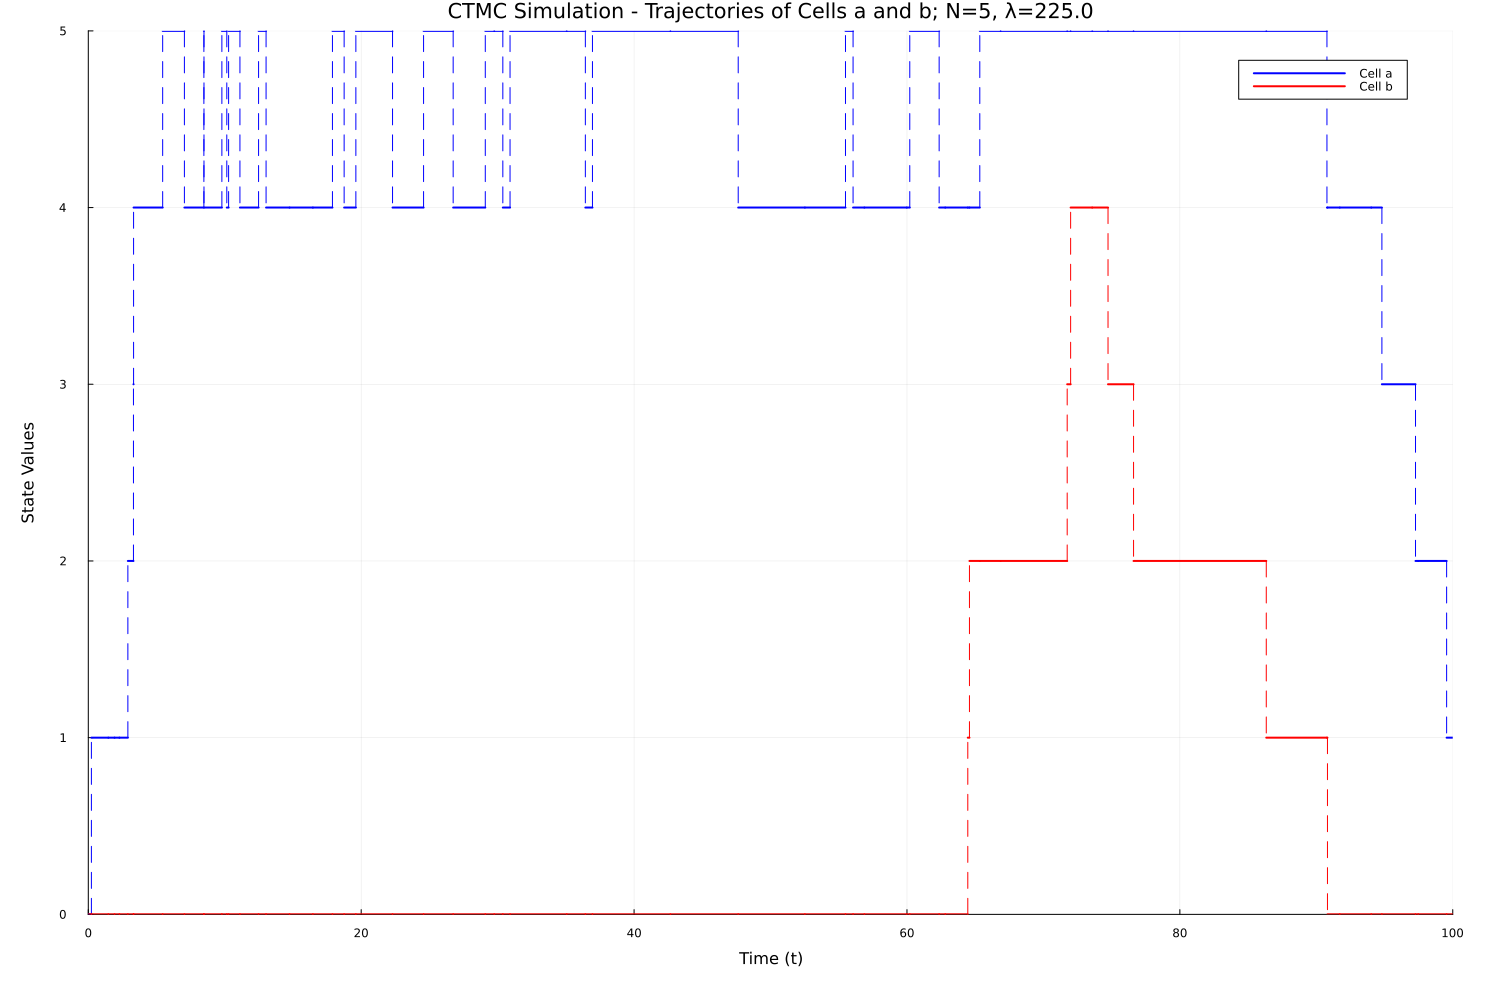 CTMC Simulation - Trajectories of Cells a and b; N=5, λ=225.0
5
4
3
2
1
0
State Values
Cell a
Cell b
0 20 40 60 80 100
Time (t)